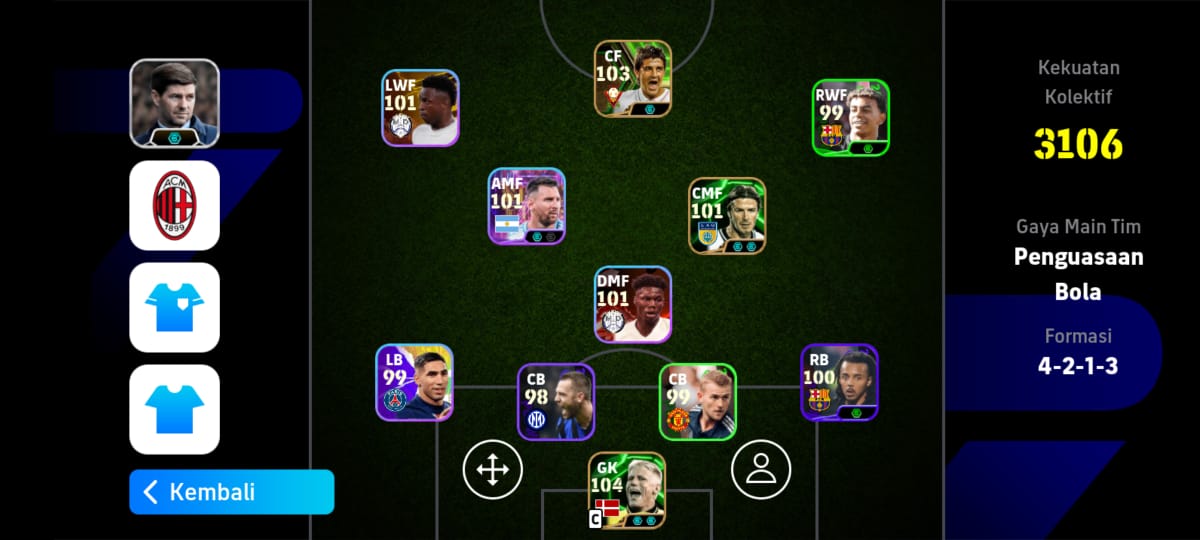 CF
103
LWF
101
RWF
99
AMF
101
CMF
101
DMF
101
LB
99
CB
98
CB
99
RB
100
GK
104
C
ACM
1899
Kembali
Kekuatan
Kolektif
3106
Gaya Main Tim
Penguasaan
Bola
Formasi
4-2-1-3